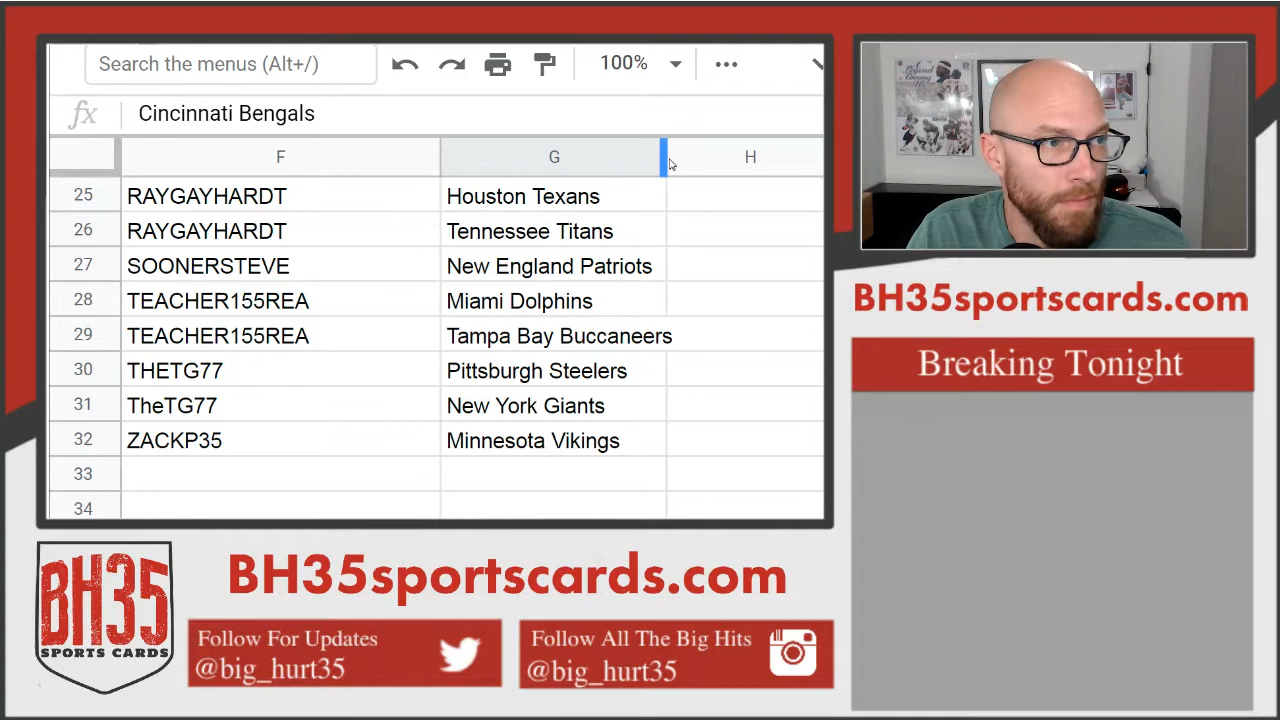 Search the menus (Alt+/)
100%
fx
Cincinnati Bengals
F G H
25 RAYGAYHARDT Houston Texans
26 RAYGAYHARDT Tennessee Titans
27 SOONERSTEVE New England Patriots
28 TEACHER155REA Miami Dolphins
29 TEACHER155REA Tampa Bay Buccaneers
30 THETG77 Pittsburgh Steelers
31 TheTG77 New York Giants
32 ZACKP35 Minnesota Vikings
33
34
BH35sportscards.com
Breaking Tonight
BH35
SPORTS CARDS
BH35sportscards.com
Follow For Updates
@big_hurt35
Follow All The Big Hits
@big_hurt35